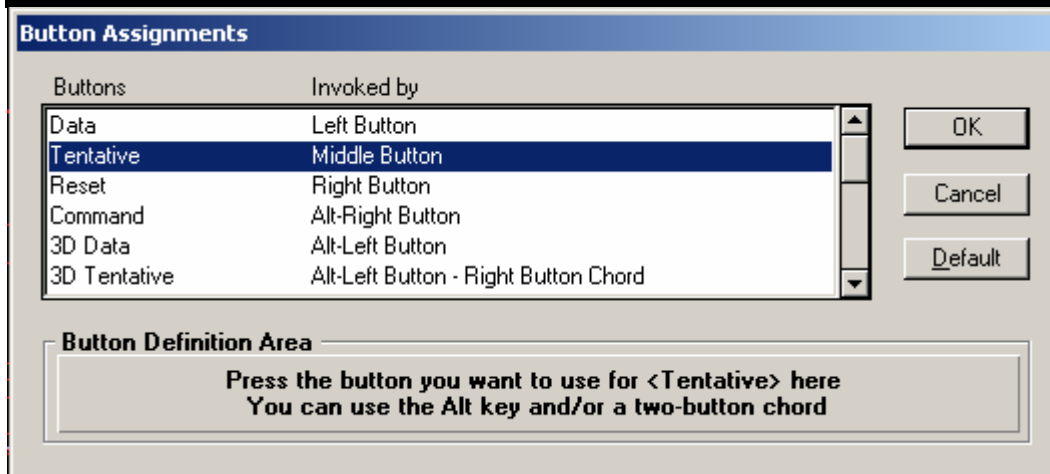 Button Assignments
Buttons Invoked by
Data Left Button
Tentative Middle Button
Reset Right Button
Command Alt-Right Button
3D Data Alt-Left Button
3D Tentative Alt-Left Button - Right Button Chord
OK
Cancel
Default
Button Definition Area
Press the button you want to use for <Tentative> here
You can use the Alt key and/or a two-button chord